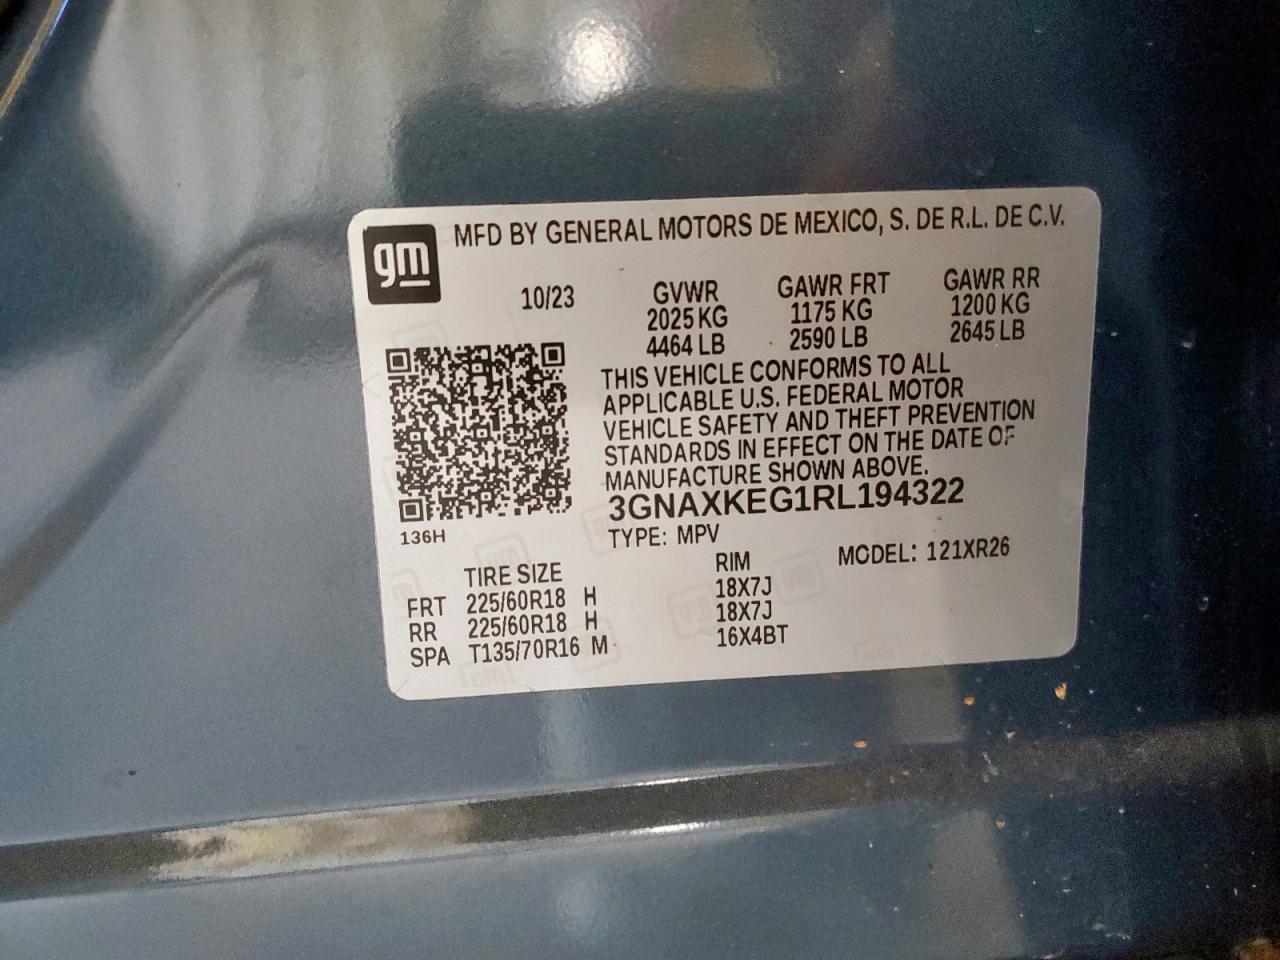 gm MFD BY GENERAL MOTORS DE MEXICO, S. DE R.L. DE C.V.
10/23 GVWR GAWR FRT GAWR RR
2025 KG 1175 KG 1200 KG
4464 LB 2590 LB 2645 LB
THIS VEHICLE CONFORMS TO ALL
APPLICABLE U.S. FEDERAL MOTOR
VEHICLE SAFETY AND THEFT PREVENTION
STANDARDS IN EFFECT ON THE DATE OF
MANUFACTURE SHOWN ABOVE.
3GNAXKEG1RL194322
136H
TYPE: MPV MODEL: 121XR26
TIRE SIZE RIM
FRT 225/60R18 H 18X7J
RR 225/60R18 H 18X7J
SPA T135/70R16 M 16X4BT